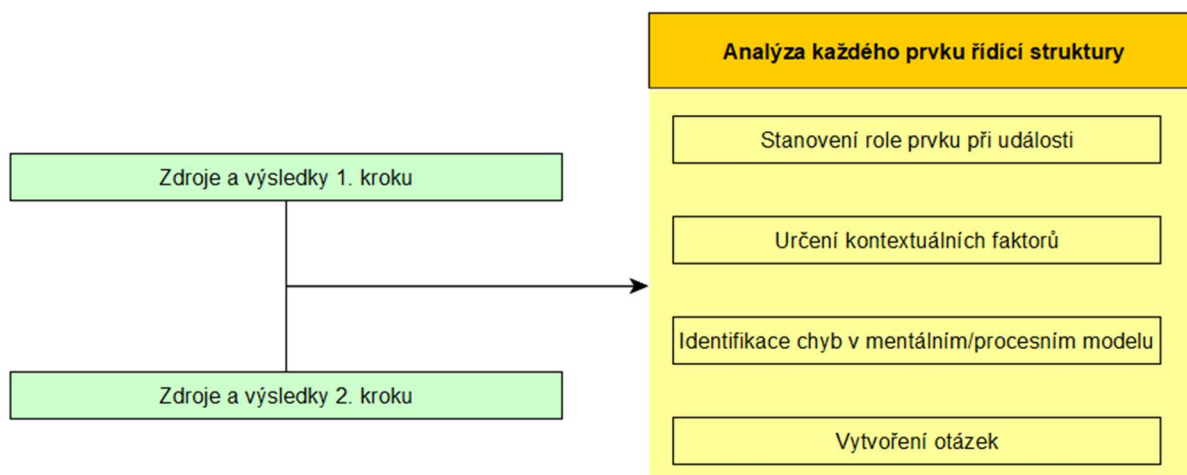 Analýza každého prvku řídící struktury
Stanovení role prvku při události
Zdroje a výsledky 1. kroku
Určení kontextuálních faktorů
Identifikace chyb v mentálním/procesním modelu
Zdroje a výsledky 2. kroku
Vytvoření otázek